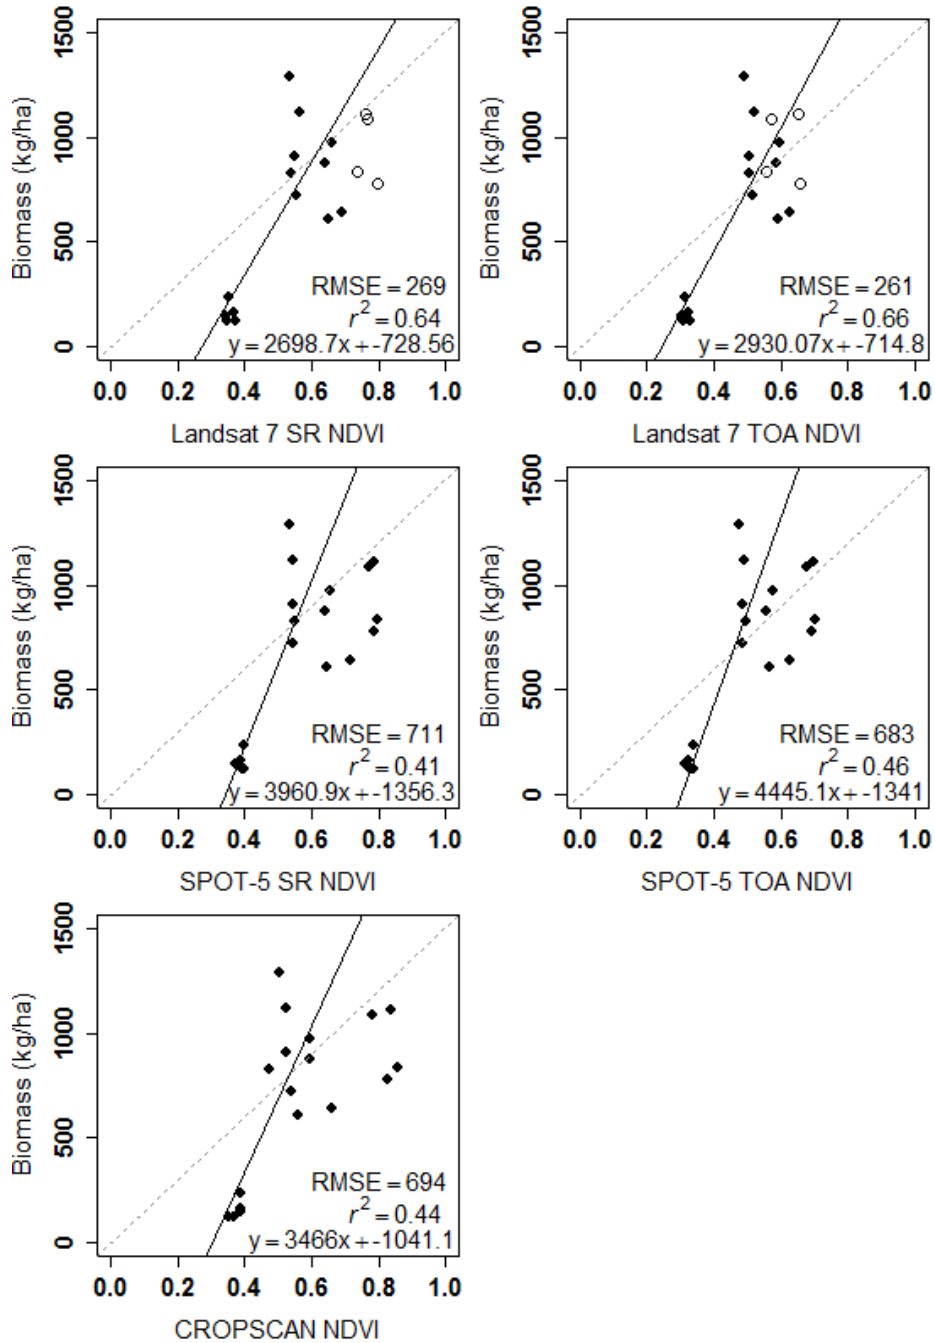 1500
1000
500
0
Biomass (kg/ha)
RMSE = 269
r² = 0.64
y = 2698.7x + -728.56
0.0 0.2 0.4 0.6 0.8 1.0
Landsat 7 SR NDVI
1500
1000
500
0
Biomass (kg/ha)
RMSE = 261
r² = 0.66
y = 2930.07x + -714.8
0.0 0.2 0.4 0.6 0.8 1.0
Landsat 7 TOA NDVI
1500
1000
500
0
Biomass (kg/ha)
RMSE = 711
r² = 0.41
y = 3960.9x + -1356.3
0.0 0.2 0.4 0.6 0.8 1.0
SPOT-5 SR NDVI
1500
1000
500
0
Biomass (kg/ha)
RMSE = 683
r² = 0.46
y = 4445.1x + -1341
0.0 0.2 0.4 0.6 0.8 1.0
SPOT-5 TOA NDVI
1500
1000
500
0
Biomass (kg/ha)
RMSE = 694
r² = 0.44
y = 3466x + -1041.1
0.0 0.2 0.4 0.6 0.8 1.0
CROPSCAN NDVI